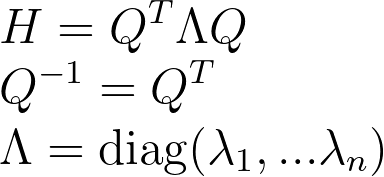 H = Q^T Λ Q
Q^{-1} = Q^T
Λ = diag(λ_1, ...λ_n)